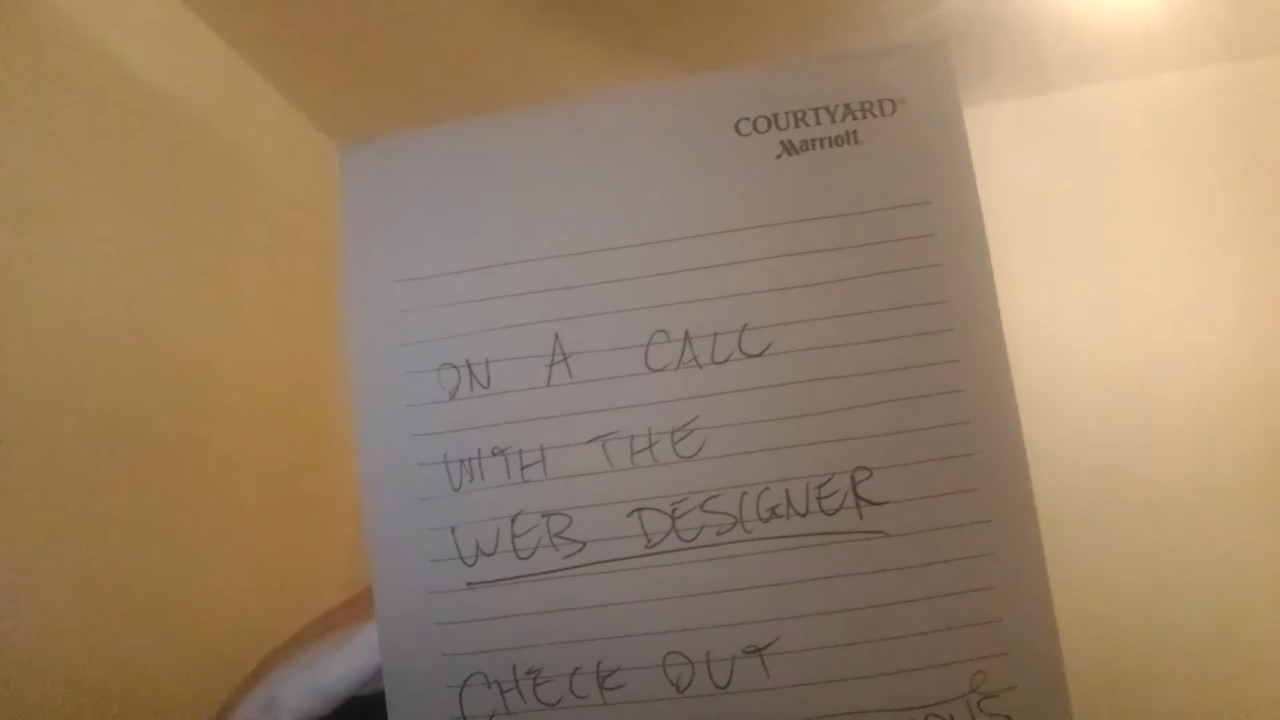 COURTYARD®
Marriott.
ON A CALL
WITH THE
WEB DESIGNER
CHECK OUT